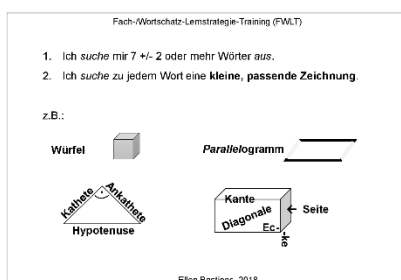 Fach-/Wortschatz-Lernstrategie-Training (FWLT)
1. Ich suche mir 7 +/- 2 oder mehr Wörter aus.
2. Ich suche zu jedem Wort eine kleine, passende Zeichnung.
z.B.:
Würfel
Parallelogramm
Kathete
Ankathete
Hypotenuse
Kante
Diagonale
Ec-
ke
Seite
Ellen Bastians, 2018